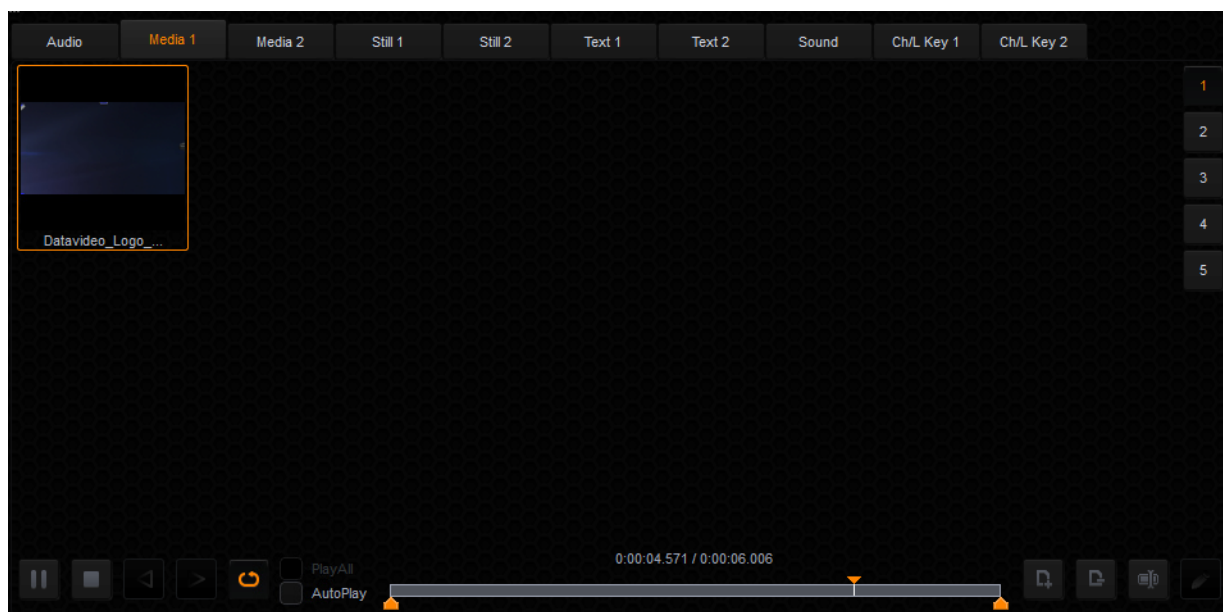 Audio Media 1 Media 2 Still 1 Still 2 Text 1 Text 2 Sound Ch/L Key 1 Ch/L Key 2
1
2
3
4
5
Datavideo_Logo_...
0:00:04.571 / 0:00:06.006
PlayAll
AutoPlay